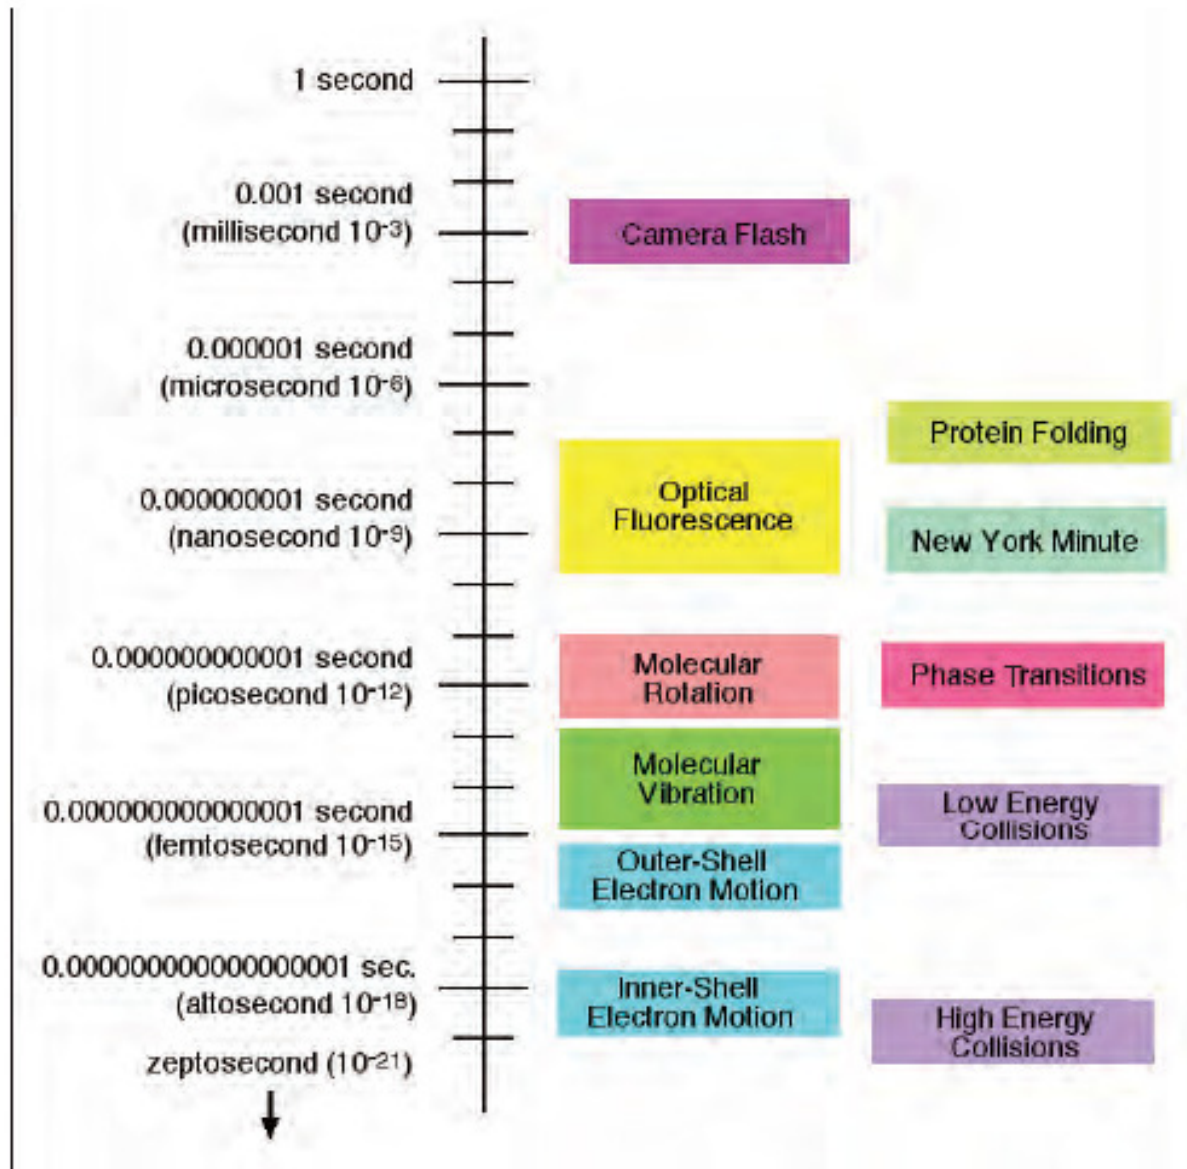 1 second
0.001 second
(millisecond 10-3)
Camera Flash
0.000001 second
(microsecond 10-6)
Protein Folding
Optical
Fluorescence
0.000000001 second
(nanosecond 10-9)
New York Minute
0.000000000001 second
(picosecond 10-12)
Molecular
Rotation
Phase Transitions
Molecular
Vibration
0.000000000000001 second
(femtosecond 10-15)
Low Energy
Collisions
Outer-Shell
Electron Motion
0.000000000000000001 sec.
(attosecond 10-18)
Inner-Shell
Electron Motion
High Energy
Collisions
zeptosecond (10-21)